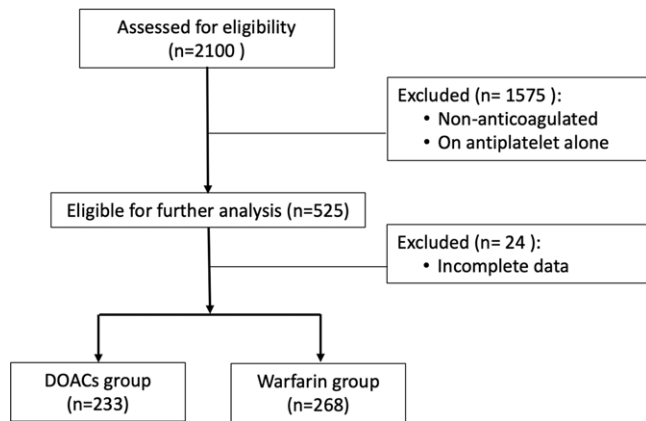 Assessed for eligibility
(n=2100 )
Excluded (n= 1575 ):
• Non-anticoagulated
• On antiplatelet alone
Eligible for further analysis (n=525)
Excluded (n= 24 ):
• Incomplete data
DOACs group
(n=233)
Warfarin group
(n=268)